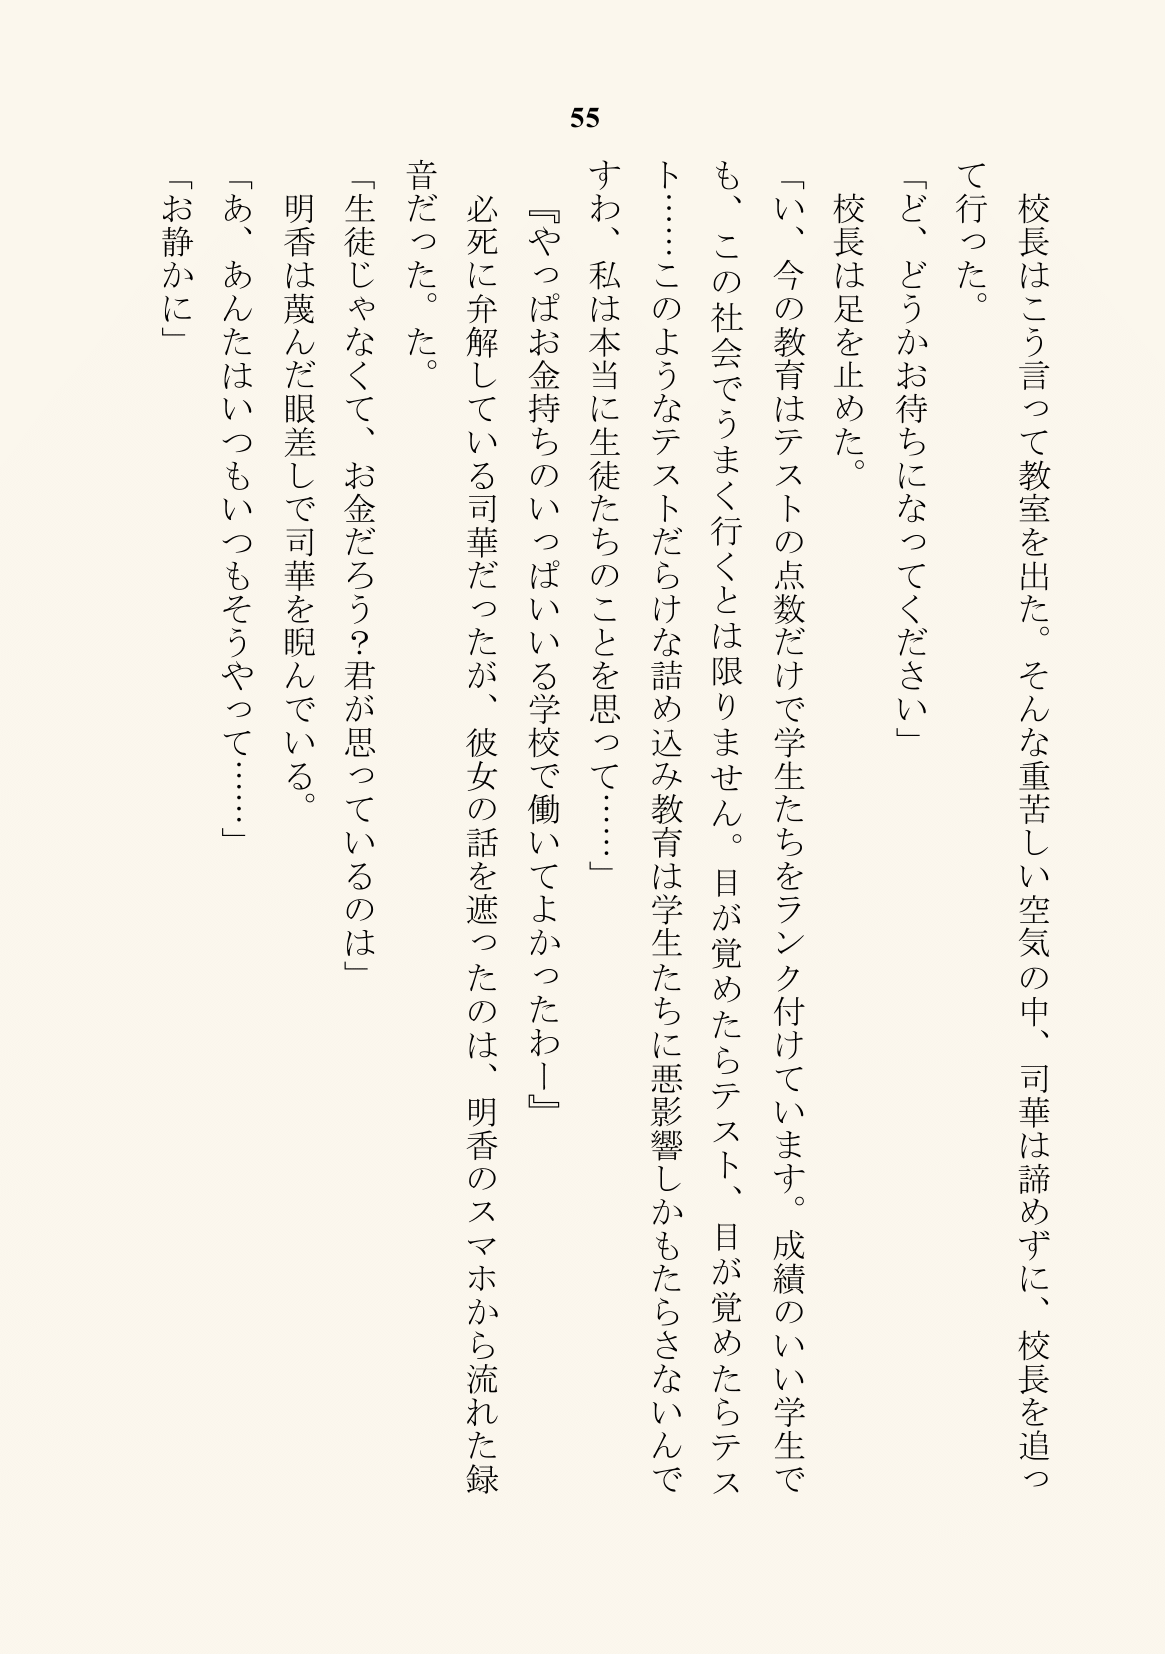 55
校長はこう言って教室を出た。そんな重苦しい空気の中、司華は諦めずに、校長を追っ
て行った。
「ど、どうかお待ちになってください」
校長は足を止めた。
「い、今の教育はテストの点数だけで学生たちをランク付けています。成績のいい学生で
も、この社会でうまく行くとは限りません。目が覚めたらテスト、目が覚めたらテス
ト……このようなテストだらけな詰め込み教育は学生たちに悪影響しかもたらさないんで
すわ、私は本当に生徒たちのことを思って……」
『やっぱお金持ちのいっぱいいる学校で働いてよかったわー』
必死に弁解している司華だったが、彼女の話を遮ったのは、明香のスマホから流れた録
音だった。た。
「生徒じゃなくて、お金だろう？君が思っているのは」
明香は蔑んだ眼差しで司華を睨んでいる。
「あ、あんたはいつもいつもそうやって……」
「お静かに」